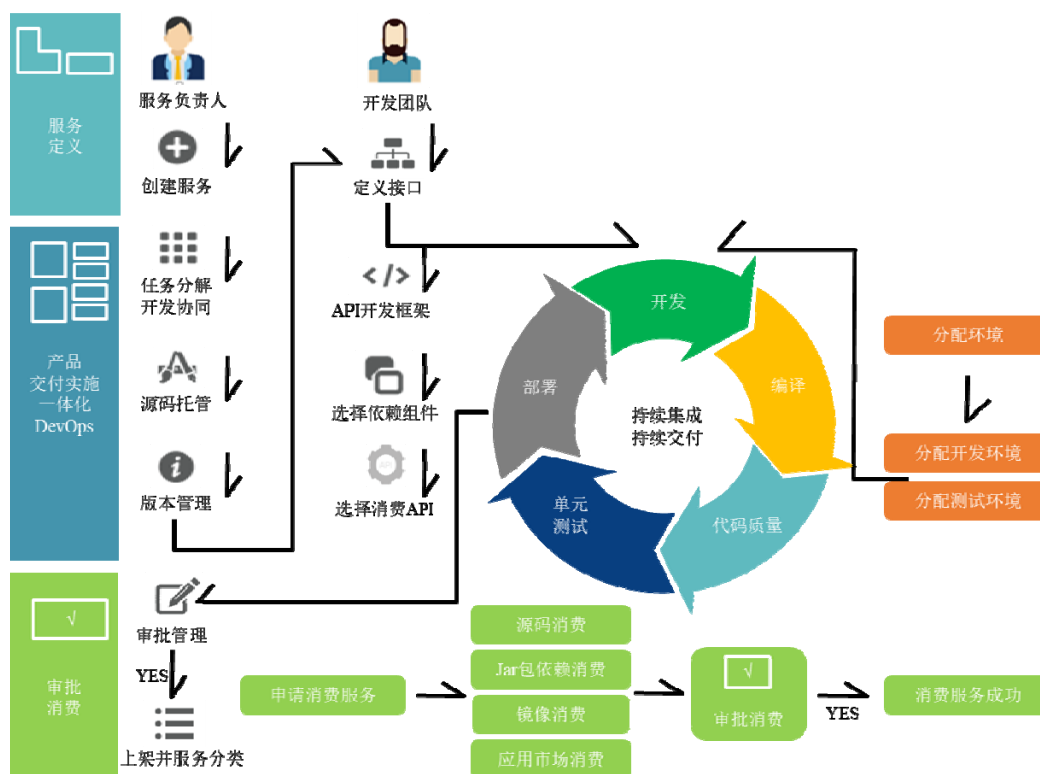 服务
定义
服务负责人
创建服务
开发团队
定义接口
产品
交付实施
一体化
DevOps
任务分解
开发协同
源码托管
版本管理
</>
API开发框架
选择依赖组件
API
选择消费API
开发
编译
代码质量
单元
测试
部署
持续集成
持续交付
分配环境
分配开发环境
分配测试环境
√
审批
消费
审批管理
YES
上架并服务分类
申请消费服务
源码消费
Jar包依赖消费
镜像消费
应用市场消费
√
审批消费
YES
消费服务成功